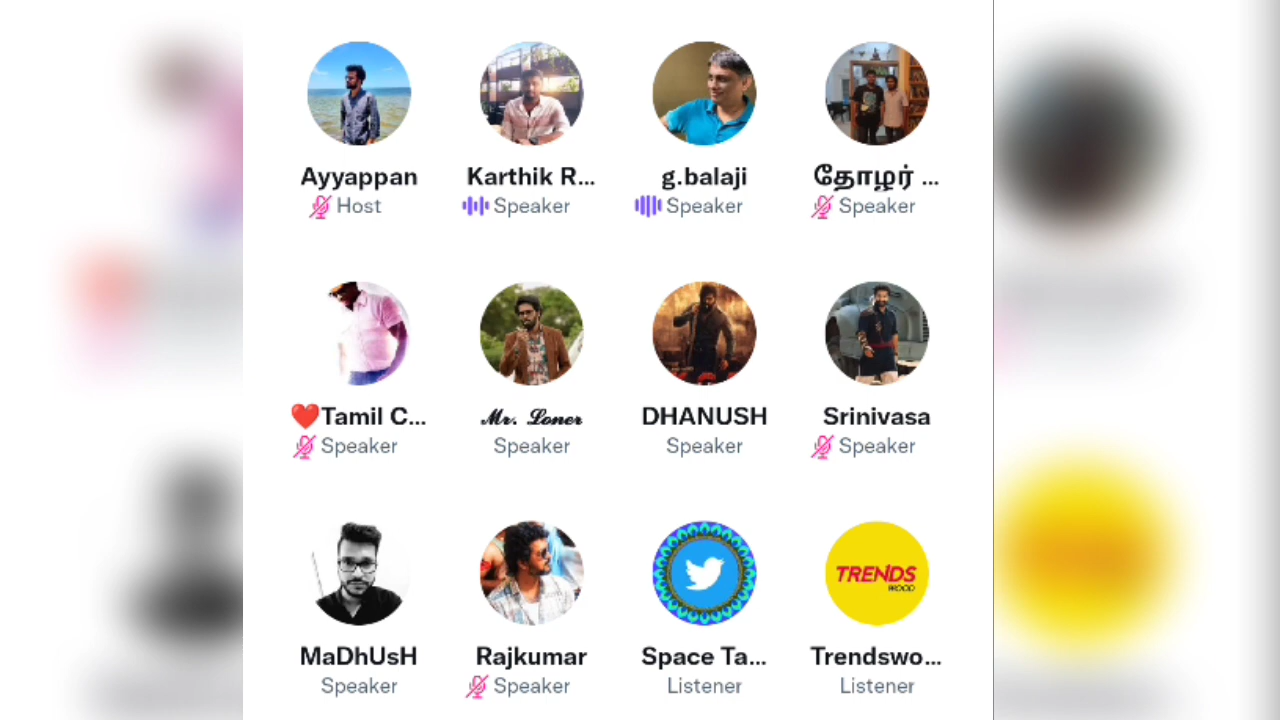 Ayyappan
Host
Karthik R...
Speaker
g.balaji
Speaker
தோழர் ...
Speaker
❤️Tamil C...
Speaker
𝓜𝓻. 𝓛𝓸𝓷𝓮𝓻
Speaker
DHANUSH
Speaker
Srinivasa
Speaker
TRENDS
WOOD
MaDhUsH
Speaker
Rajkumar
Speaker
Space Ta...
Listener
Trendswo...
Listener